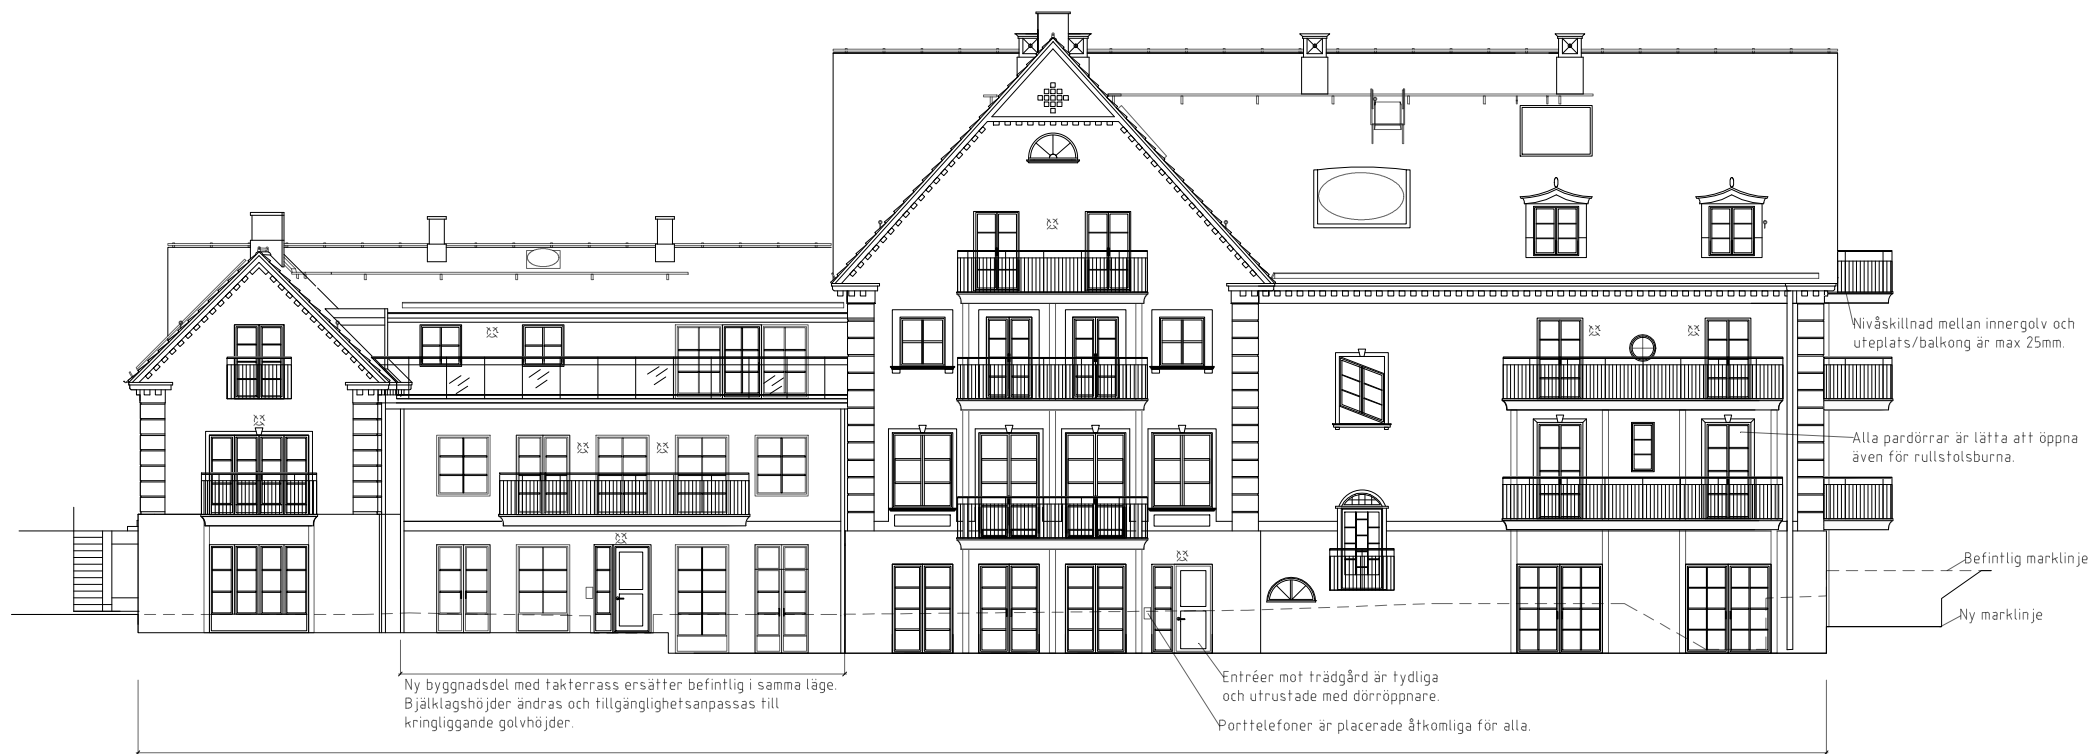 Nivåskillnad mellan innergolv och
uteplats/balkong är max 25mm.
Alla pardörrar är lätta att öppna
även för rullstolsburna.
Befintlig marklinje
Ny marklinje
Entréer mot trädgård är tydliga
och utrustade med dörröppnare.
Ny byggnadsdel med takterrass ersätter befintlig i samma läge.
Bjälklagshöjder ändras och tillgänglighetsanpassas till
kringliggande golvhöjder.
Porttelefoner är placerade åtkomliga för alla.